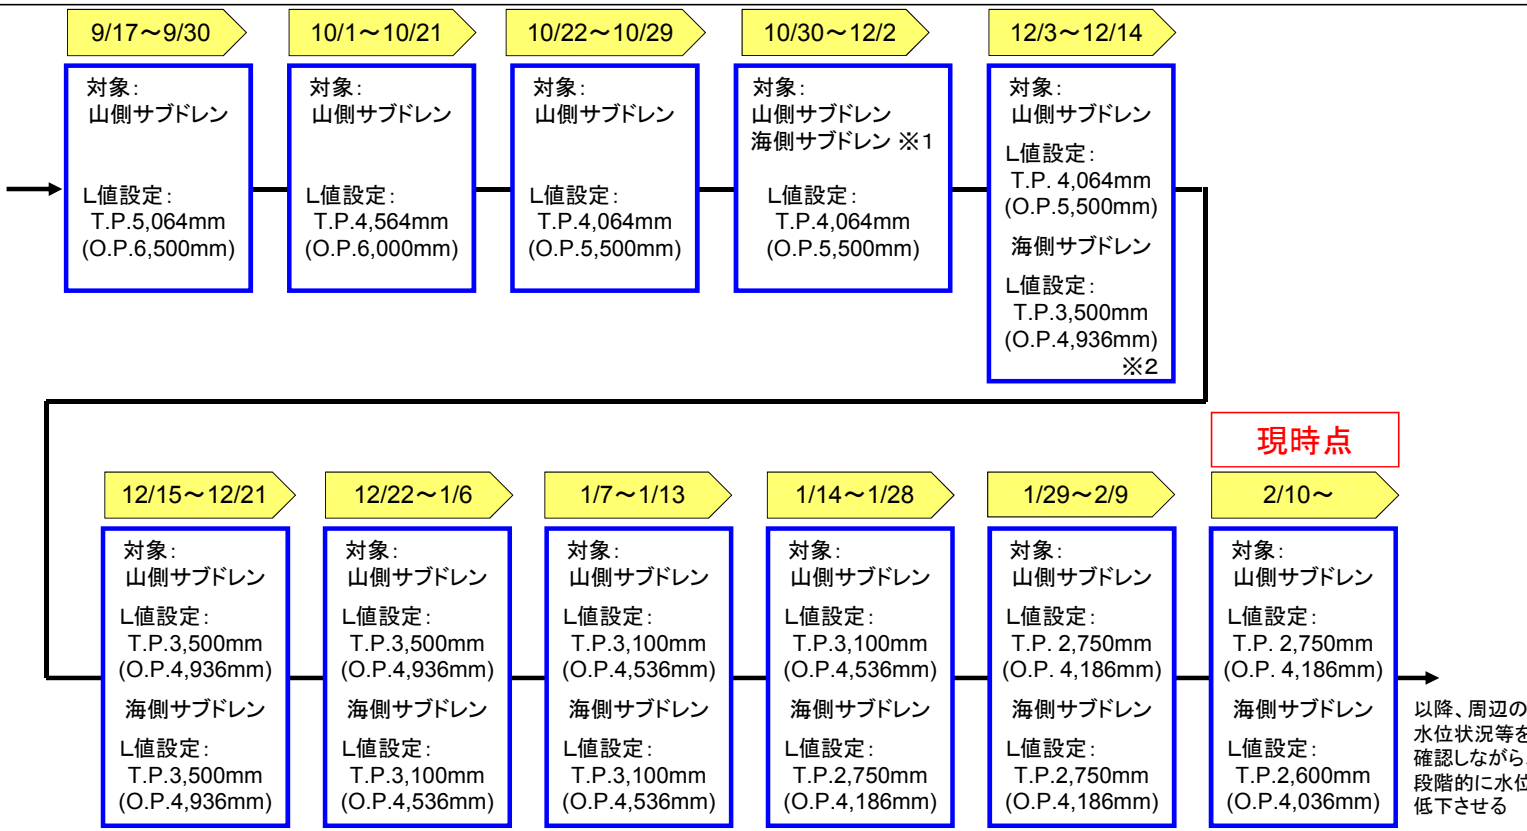 9/17～9/30
対象：
山側サブドレン
L値設定：
T.P.5,064mm
(O.P.6,500mm)
10/1～10/21
対象：
山側サブドレン
L値設定：
T.P.4,564mm
(O.P.6,000mm)
10/22～10/29
対象：
山側サブドレン
L値設定：
T.P.4,064mm
(O.P.5,500mm)
10/30～12/2
対象：
山側サブドレン
海側サブドレン ※1
L値設定：
T.P.4,064mm
(O.P.5,500mm)
12/3～12/14
対象：
山側サブドレン
L値設定：
T.P. 4,064mm
(O.P.5,500mm)
海側サブドレン
L値設定：
T.P.3,500mm
(O.P.4,936mm)
※2
12/15～12/21
対象：
山側サブドレン
L値設定：
T.P.3,500mm
(O.P.4,936mm)
海側サブドレン
L値設定：
T.P.3,500mm
(O.P.4,936mm)
12/22～1/6
対象：
山側サブドレン
L値設定：
T.P.3,500mm
(O.P.4,936mm)
海側サブドレン
L値設定：
T.P.3,100mm
(O.P.4,536mm)
1/7～1/13
対象：
山側サブドレン
L値設定：
T.P.3,100mm
(O.P.4,536mm)
海側サブドレン
L値設定：
T.P.3,100mm
(O.P.4,536mm)
1/14～1/28
対象：
山側サブドレン
L値設定：
T.P.3,100mm
(O.P.4,536mm)
海側サブドレン
L値設定：
T.P.2,750mm
(O.P.4,186mm)
1/29～2/9
対象：
山側サブドレン
L値設定：
T.P. 2,750mm
(O.P. 4,186mm)
海側サブドレン
L値設定：
T.P.2,750mm
(O.P.4,186mm)
現時点
2/10～
対象：
山側サブドレン
L値設定：
T.P. 2,750mm
(O.P. 4,186mm)
海側サブドレン
L値設定：
T.P.2,600mm
(O.P.4,036mm)
以降、周辺の
水位状況等を
確認しながら
段階的に水位
低下させる